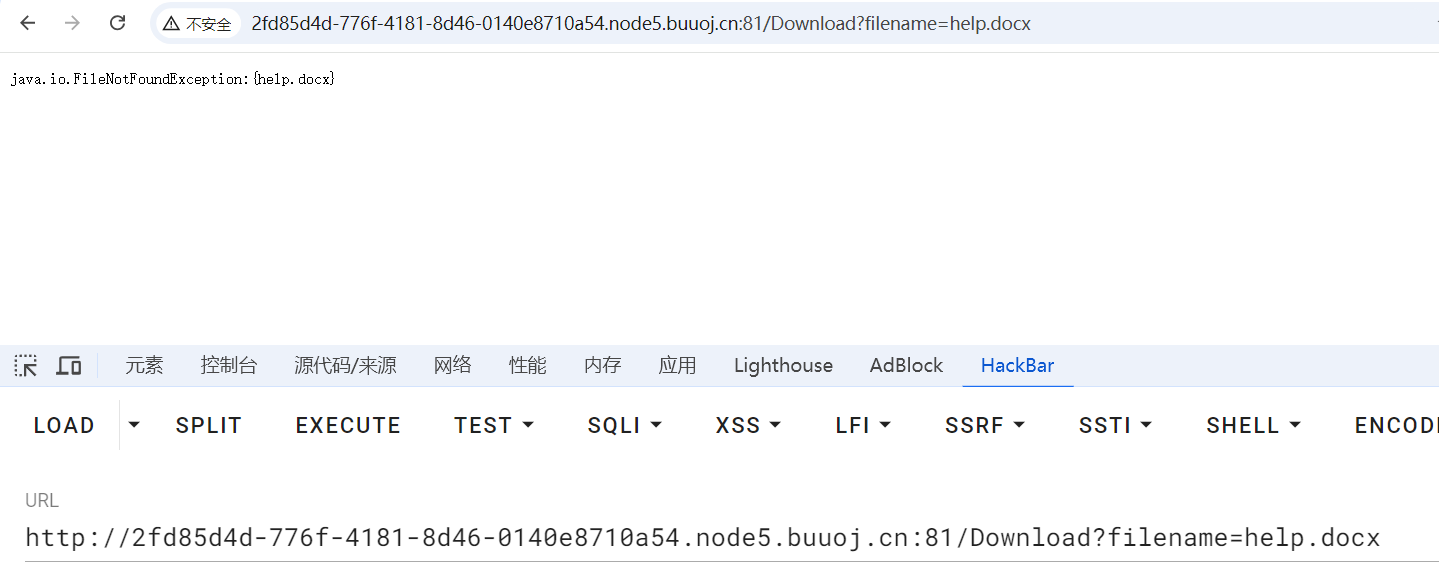 不安全 2fd85d4d-776f-4181-8d46-0140e8710a54.node5.buuoj.cn:81/Download?filename=help.docx
java.io.FileNotFoundException:{help.docx}
元素 控制台 源代码/来源 网络 性能 内存 应用 Lighthouse AdBlock HackBar
LOAD SPLIT EXECUTE TEST SQLI XSS LFI SSRF SSTI SHELL ENCODI
URL
http://2fd85d4d-776f-4181-8d46-0140e8710a54.node5.buuoj.cn:81/Download?filename=help.docx